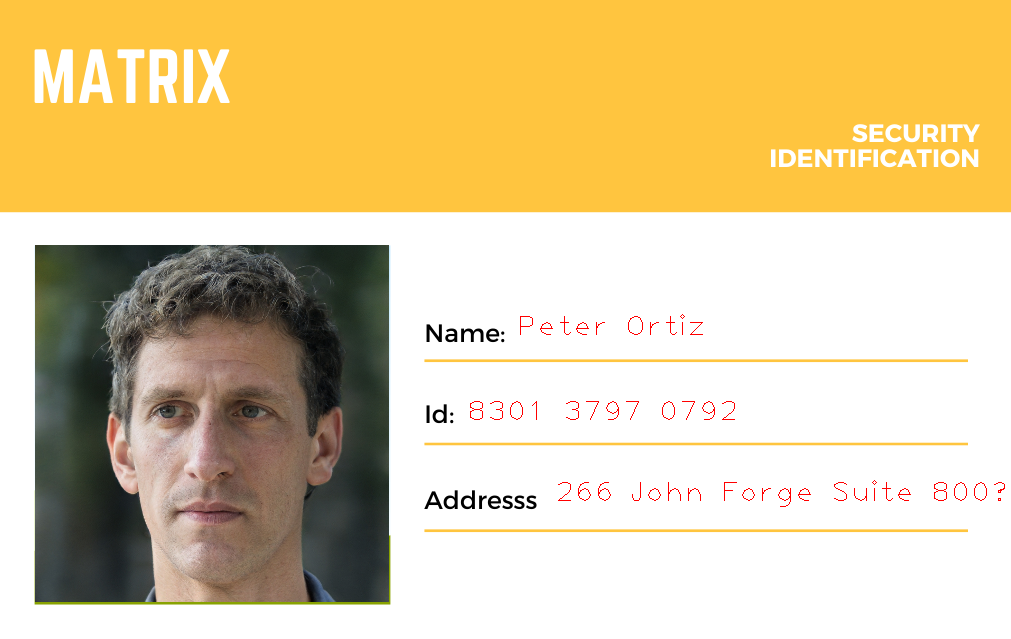 MATRIX
SECURITY
IDENTIFICATION
Name: Peter Ortiz
Id: 8301 3797 0792
Addresss 266 John Forge Suite 800?